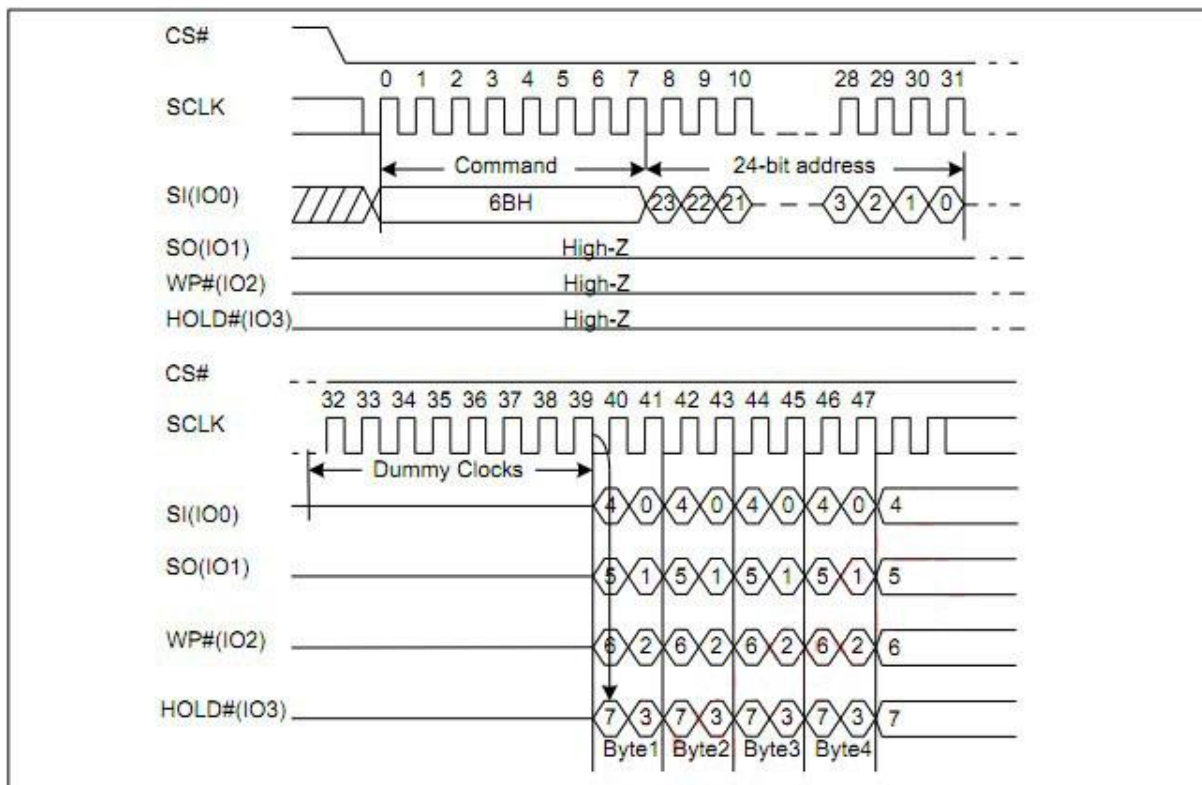 CS#
0 1 2 3 4 5 6 7 8 9 10 28 29 30 31
SCLK
Command 24-bit address
SI(IO0) 6BH 23 22 21 3 2 1 0
SO(IO1) High-Z
WP#(IO2) High-Z
HOLD#(IO3) High-Z
CS#
32 33 34 35 36 37 38 39 40 41 42 43 44 45 46 47
SCLK
Dummy Clocks
SI(IO0) 4 0 4 0 4 0 4 0 4
SO(IO1) 5 1 5 1 5 1 5 1 5
WP#(IO2) 6 2 6 2 6 2 6 2 6
HOLD#(IO3) 7 3 7 3 7 3 7 3 7
Byte1 Byte2 Byte3 Byte4